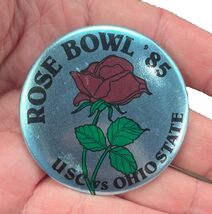 ROSE BOWL '85
USC vs OHIO STATE